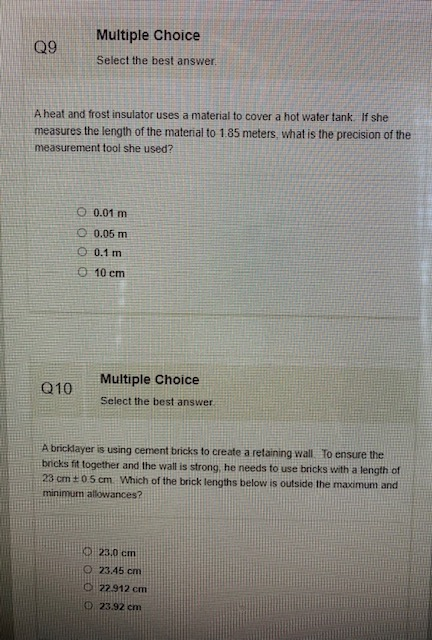 Q9
Multiple Choice
Select the best answer.
A heat and frost insulator uses a material to cover a hot water tank. If she
measures the length of the material to 1.85 meters, what is the precision of the
measurement tool she used?
0.01 m
0.05 m
0.1 m
10 cm
Q10
Multiple Choice
Select the best answer.
A bricklayer is using cement bricks to create a retaining wall. To ensure the
bricks fit together and the wall is strong, he needs to use bricks with a length of
23 cm ± 0.5 cm. Which of the brick lengths below is outside the maximum and
minimum allowances?
23.0 cm
23.45 cm
22.912 cm
23.92 cm